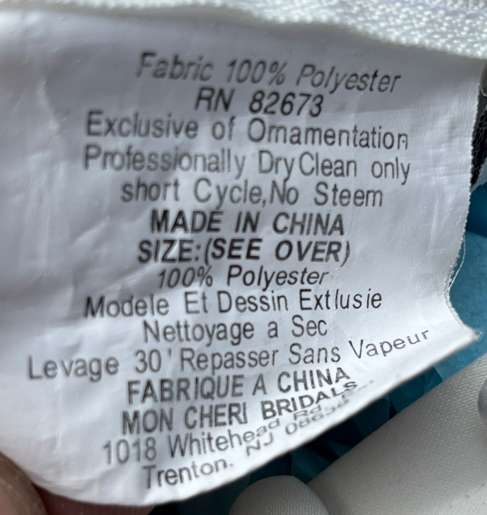 Fabric 100% Polyester
RN 82673
Exclusive of Ornamentation
Professionally Dry Clean only
short Cycle,No Steem
MADE IN CHINA
SIZE:(SEE OVER)
100% Polyester
Modele Et Dessin Extlusie
Nettoyage a Sec
Levage 30' Repasser Sans Vapeur
FABRIQUE A CHINA
MON CHERI BRIDALS
1018 Whitehead Rd
Trenton. NJ